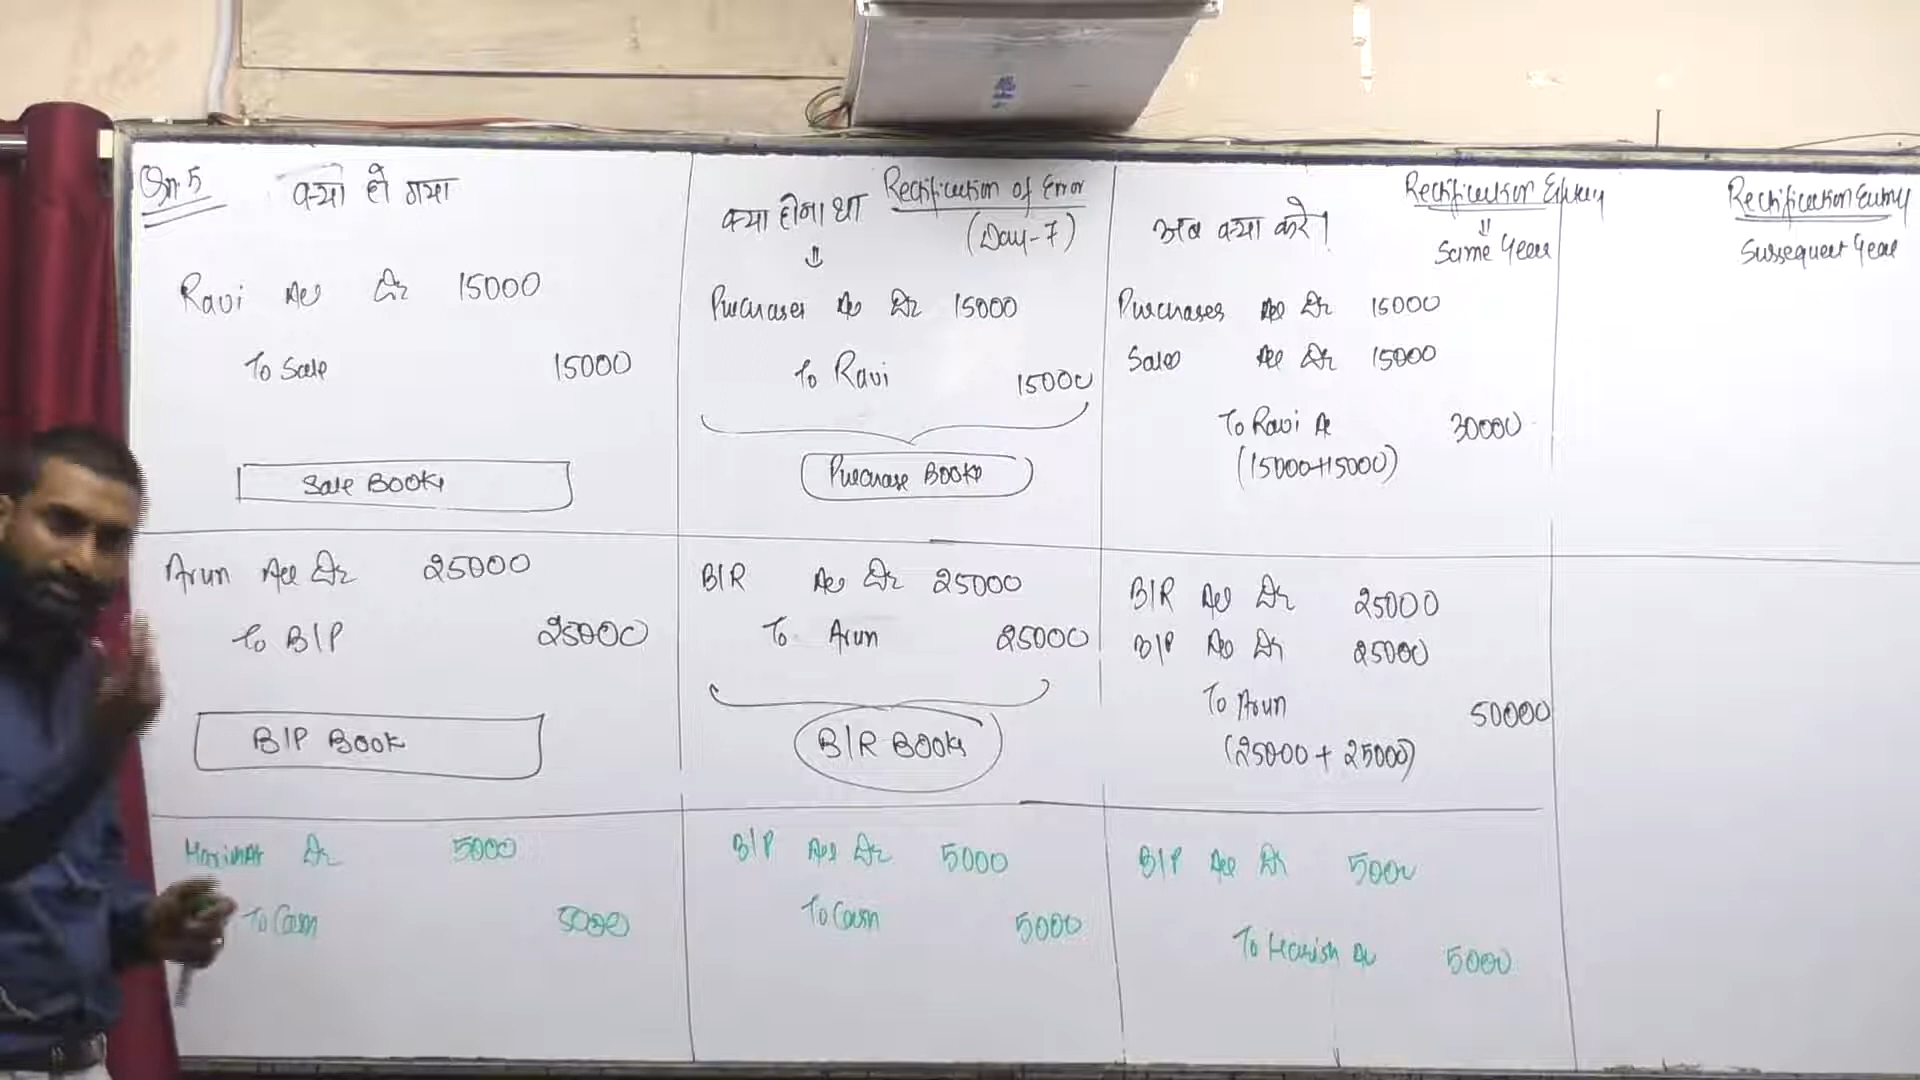 Qn.5
क्या हो गया
Ravi A/c Dr 15000
To Sale 15000
Sale Book
क्या होना था
⇓
Rectification of Error
(Day-7)
Purchases A/c Dr 15000
To Ravi 15000
Purchase Book
अब क्या करे।
Rectification Entry
⇓
Same Year
Purchases A/c Dr 15000
Sales A/c Dr 15000
To Ravi A/c 30000
(15000+15000)
Rectification Entry
Subsequent Year
Arun A/c Dr 25000
To B/P 25000
B/P Book
B/R A/c Dr 25000
To Arun 25000
B/R Book
B/R A/c Dr 25000
B/P A/c Dr 25000
To Arun 50000
(25000 + 25000)
Dr 5000
To Cash 5000
B/P A/c Dr 5000
To Cash 5000
B/P A/c Dr 5000
To Harish A/c 5000